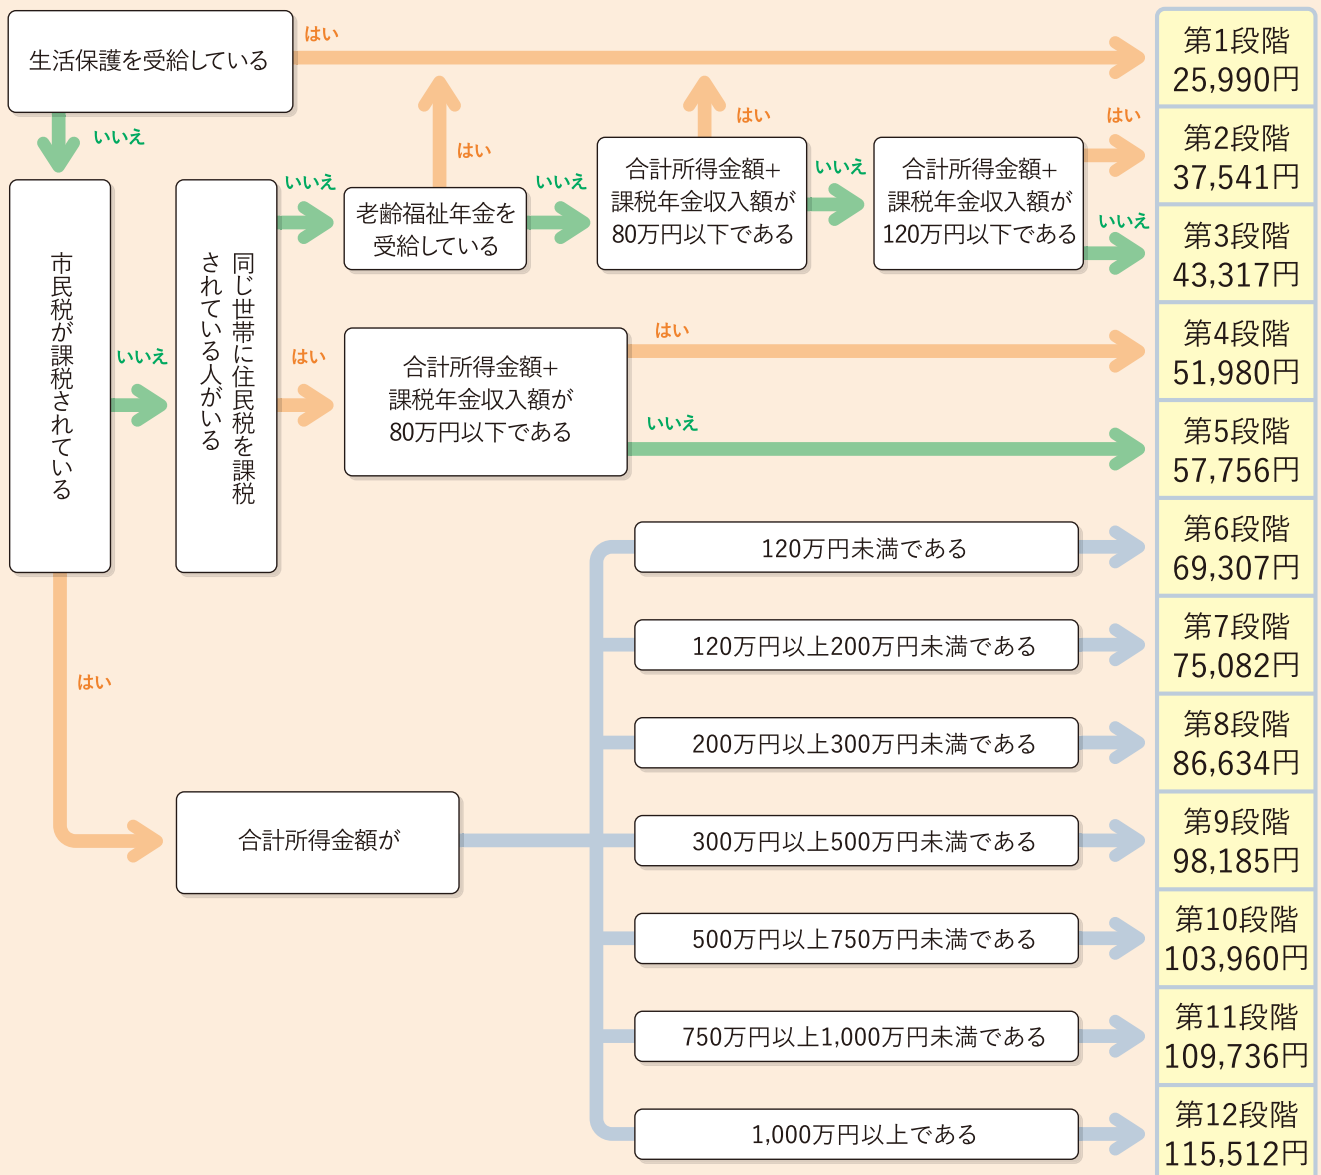 生活保護を受給している
はい
いいえ
市民税が課税されている
いいえ
同じ世帯に住民税を課税
されている人がいる
いいえ
老齢福祉年金を
受給している
はい
いいえ
合計所得金額+
課税年金収入額が
80万円以下である
はい
いいえ
合計所得金額+
課税年金収入額が
120万円以下である
はい
いいえ
はい
合計所得金額+
課税年金収入額が
80万円以下である
はい
いいえ
はい
合計所得金額が
120万円未満である
120万円以上200万円未満である
200万円以上300万円未満である
300万円以上500万円未満である
500万円以上750万円未満である
750万円以上1,000万円未満である
1,000万円以上である
第1段階
25,990円
第2段階
37,541円
第3段階
43,317円
第4段階
51,980円
第5段階
57,756円
第6段階
69,307円
第7段階
75,082円
第8段階
86,634円
第9段階
98,185円
第10段階
103,960円
第11段階
109,736円
第12段階
115,512円